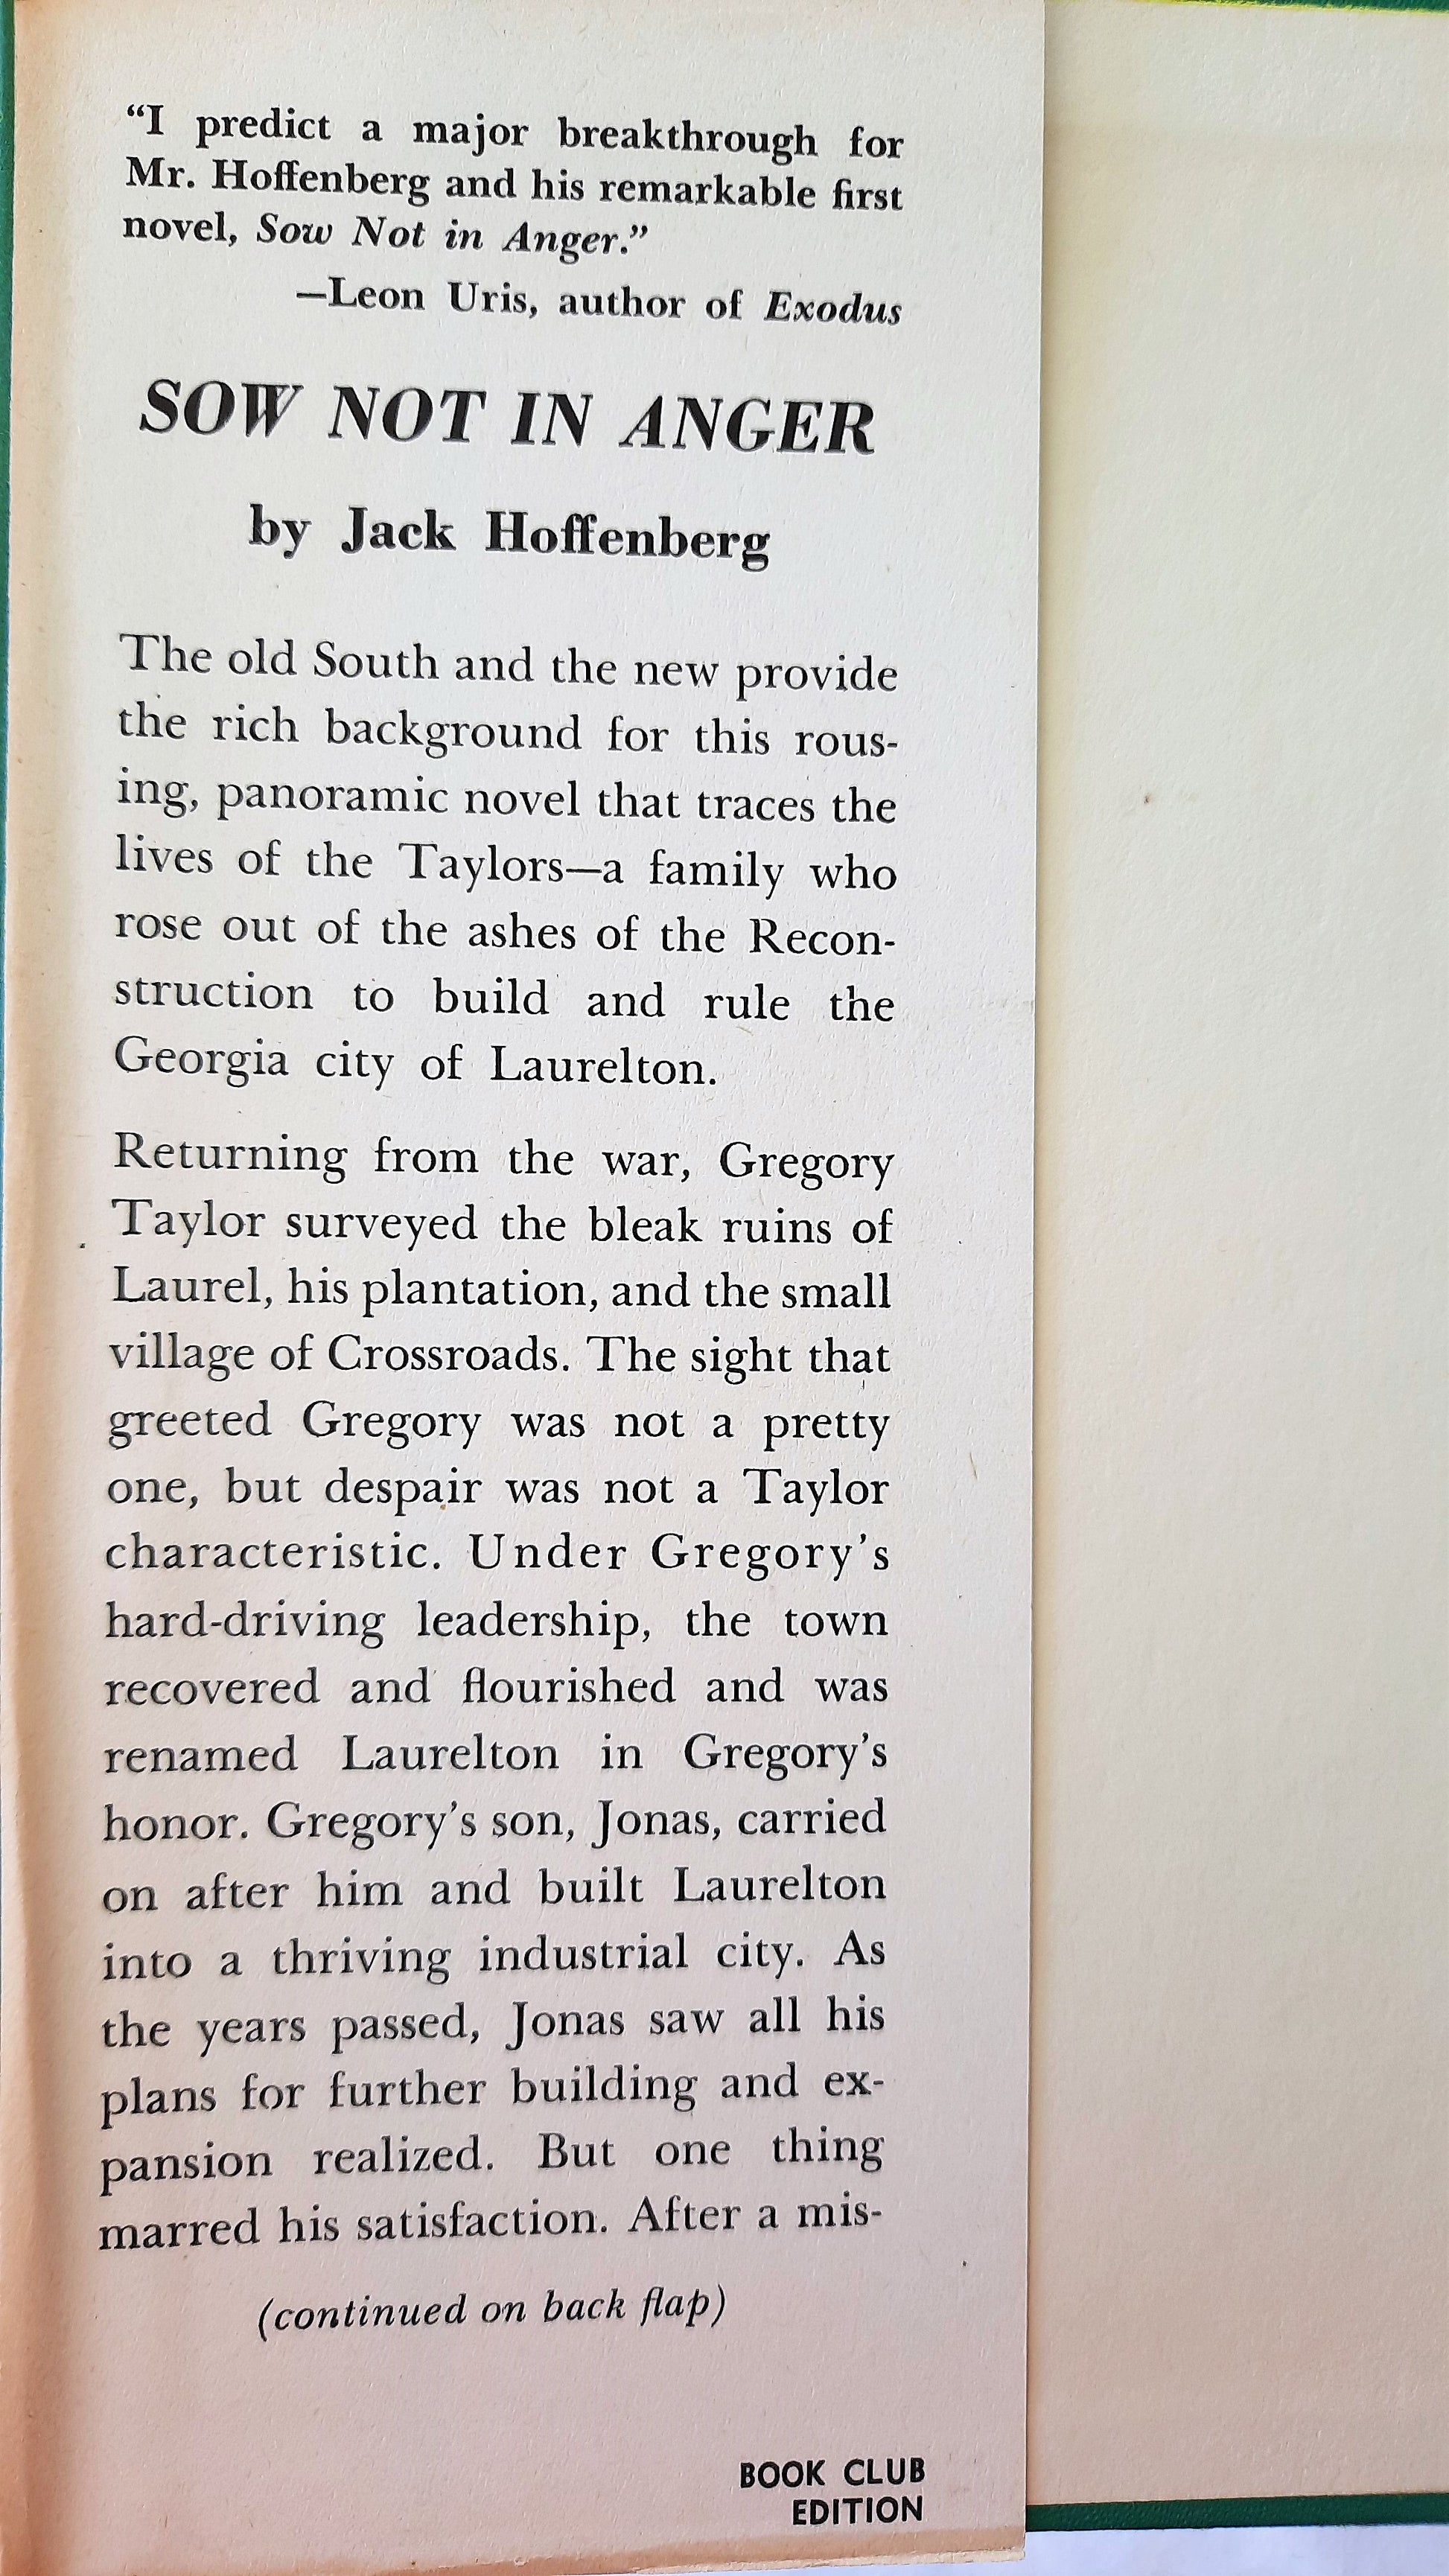 “I predict a major breakthrough for
Mr. Hoffenberg and his remarkable first
novel, Sow Not in Anger.”
—Leon Uris, author of Exodus
SOW NOT IN ANGER
by Jack Hoffenberg
The old South and the new provide
the rich background for this rous-
ing, panoramic novel that traces the
lives of the Taylors—a family who
rose out of the ashes of the Recon-
struction to build and rule the
Georgia city of Laurelton.
Returning from the war, Gregory
Taylor surveyed the bleak ruins of
Laurel, his plantation, and the small
village of Crossroads. The sight that
greeted Gregory was not a pretty
one, but despair was not a Taylor
characteristic. Under Gregory’s
hard-driving leadership, the town
recovered and flourished and was
renamed Laurelton in Gregory’s
honor. Gregory’s son, Jonas, carried
on after him and built Laurelton
into a thriving industrial city. As
the years passed, Jonas saw all his
plans for further building and ex-
pansion realized. But one thing
marred his satisfaction. After a mis-
(continued on back flap)
BOOK CLUB
EDITION